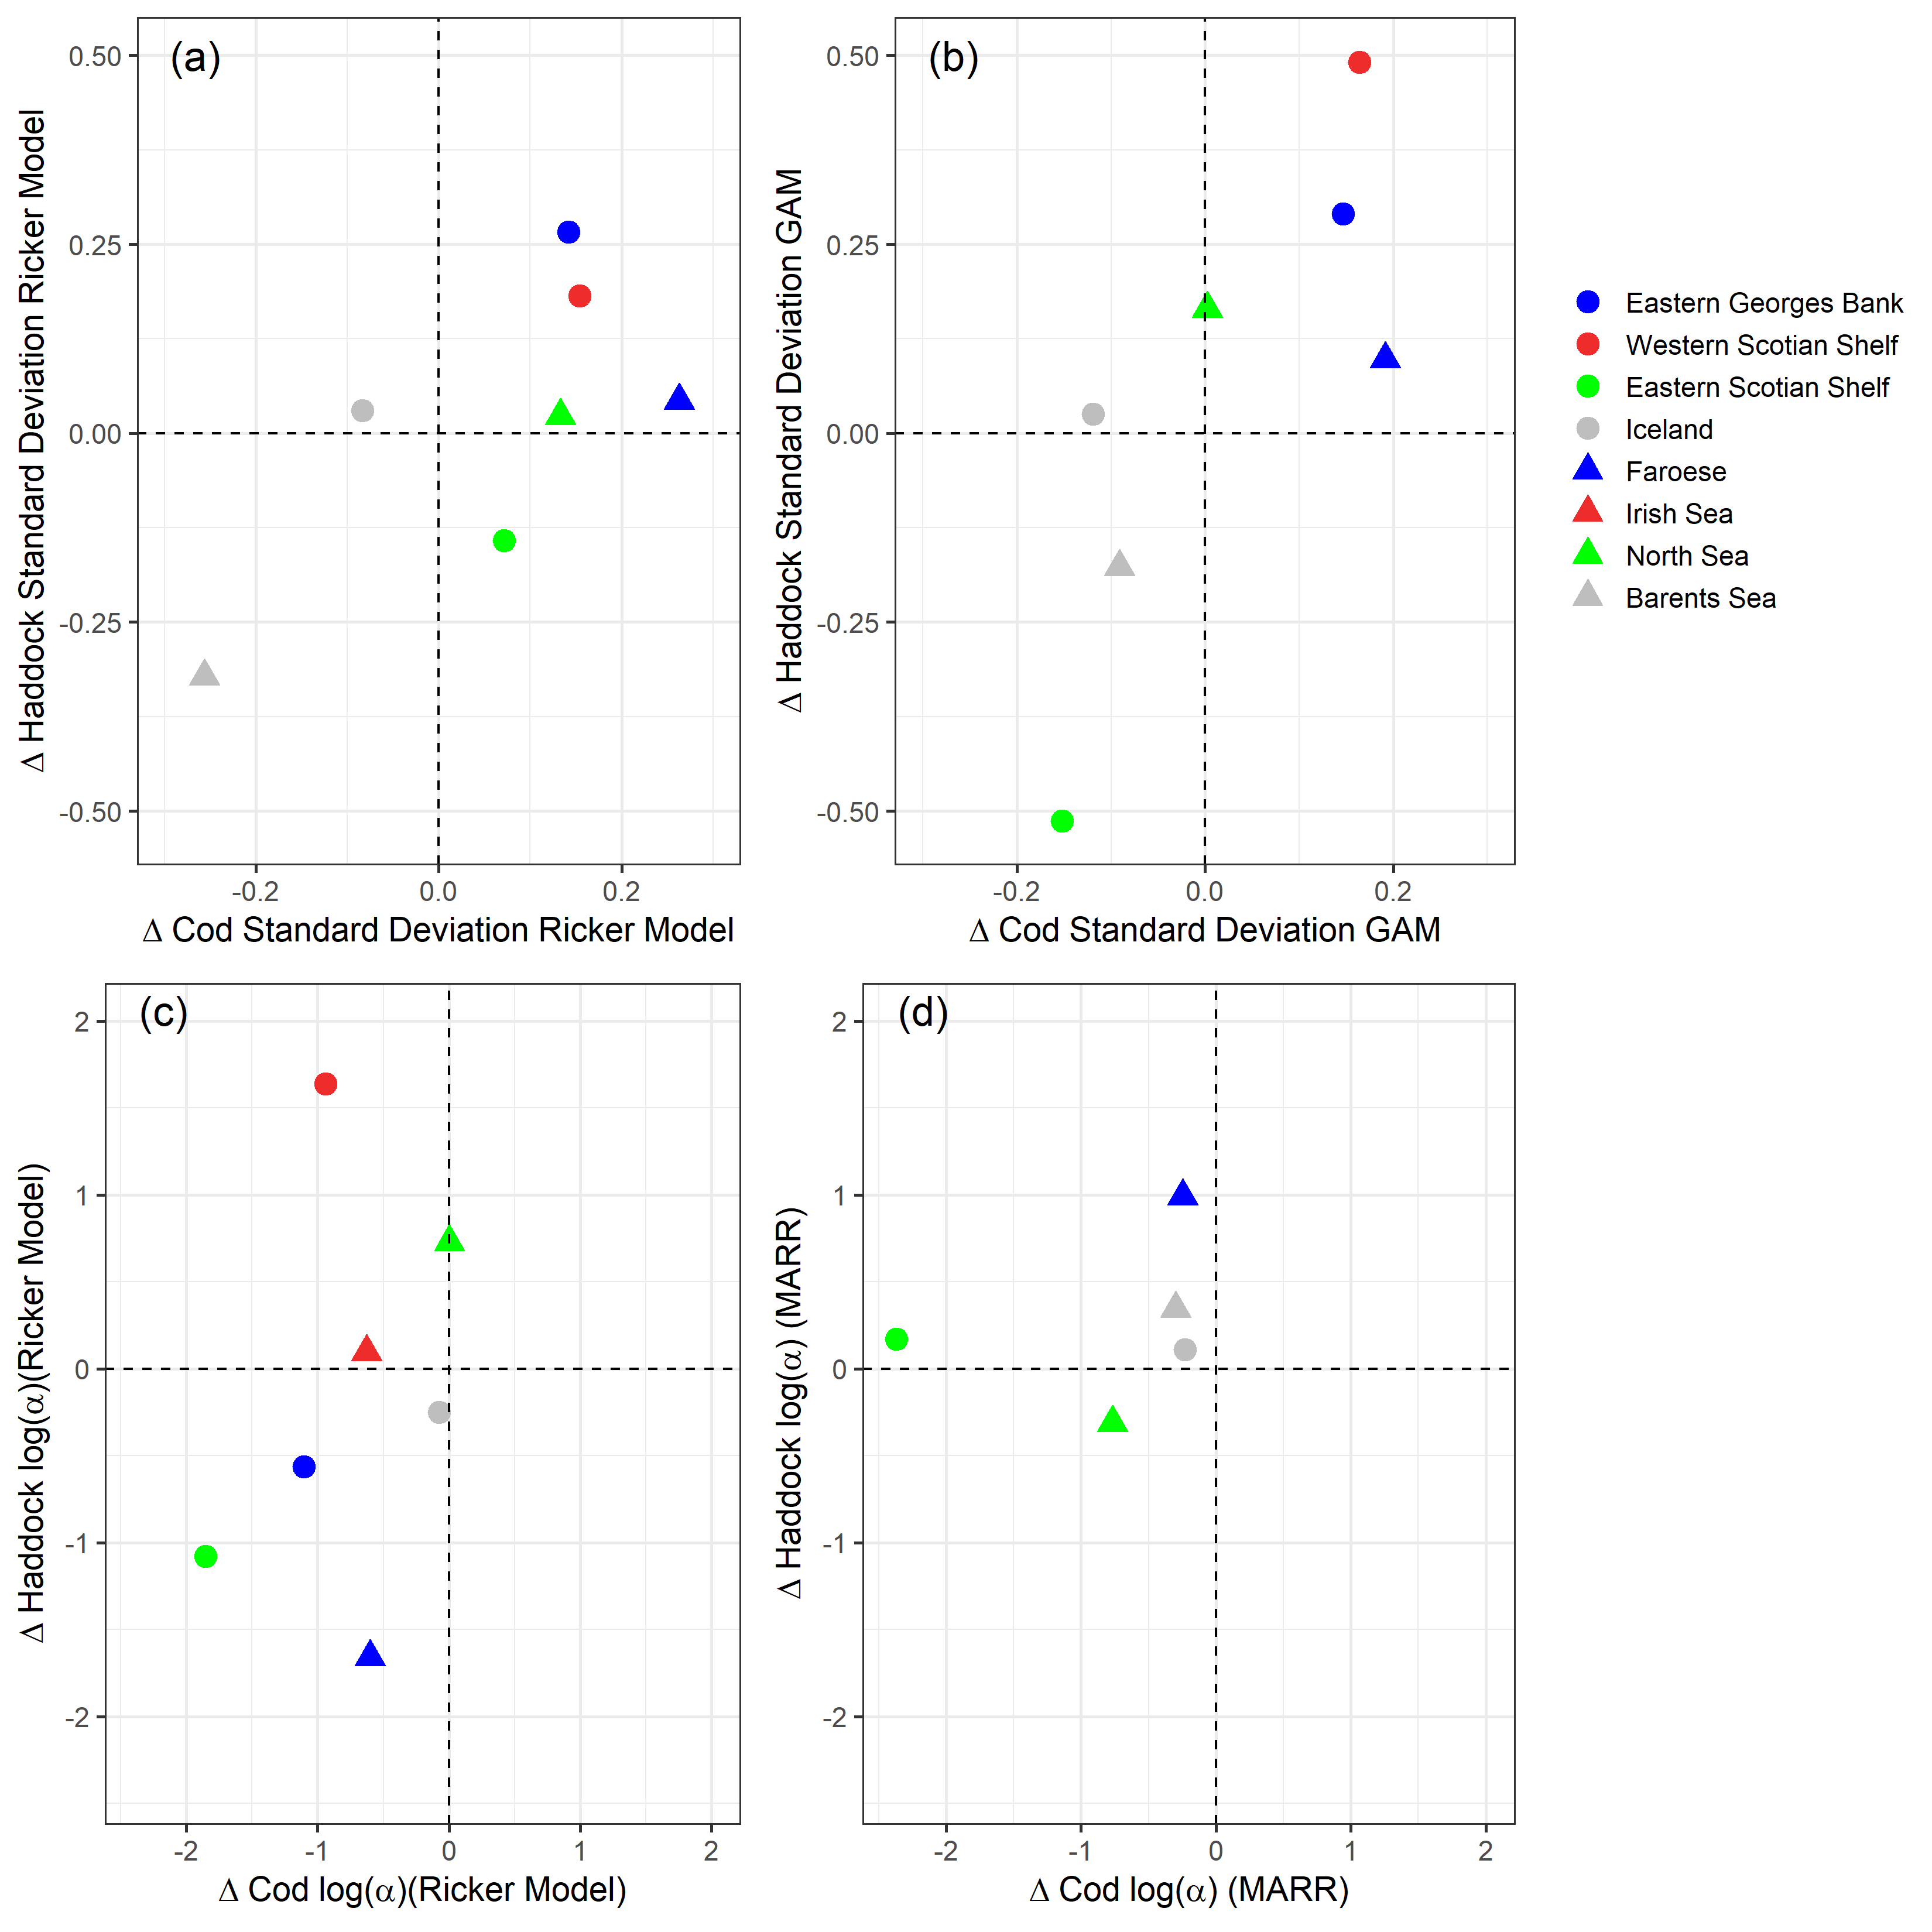 (a)
Δ Haddock Standard Deviation Ricker Model
0.50
0.25
0.00
-0.25
-0.50
-0.2
0.0
0.2
Δ Cod Standard Deviation Ricker Model
(b)
Δ Haddock Standard Deviation GAM
0.50
0.25
0.00
-0.25
-0.50
-0.2
0.0
0.2
Δ Cod Standard Deviation GAM
Eastern Georges Bank
Western Scotian Shelf
Eastern Scotian Shelf
Iceland
Faroese
Irish Sea
North Sea
Barents Sea
(c)
Δ Haddock log(α)(Ricker Model)
2
1
0
-1
-2
-2
-1
0
1
2
Δ Cod log(α)(Ricker Model)
(d)
Δ Haddock log(α) (MARR)
2
1
0
-1
-2
-2
-1
0
1
2
Δ Cod log(α) (MARR)